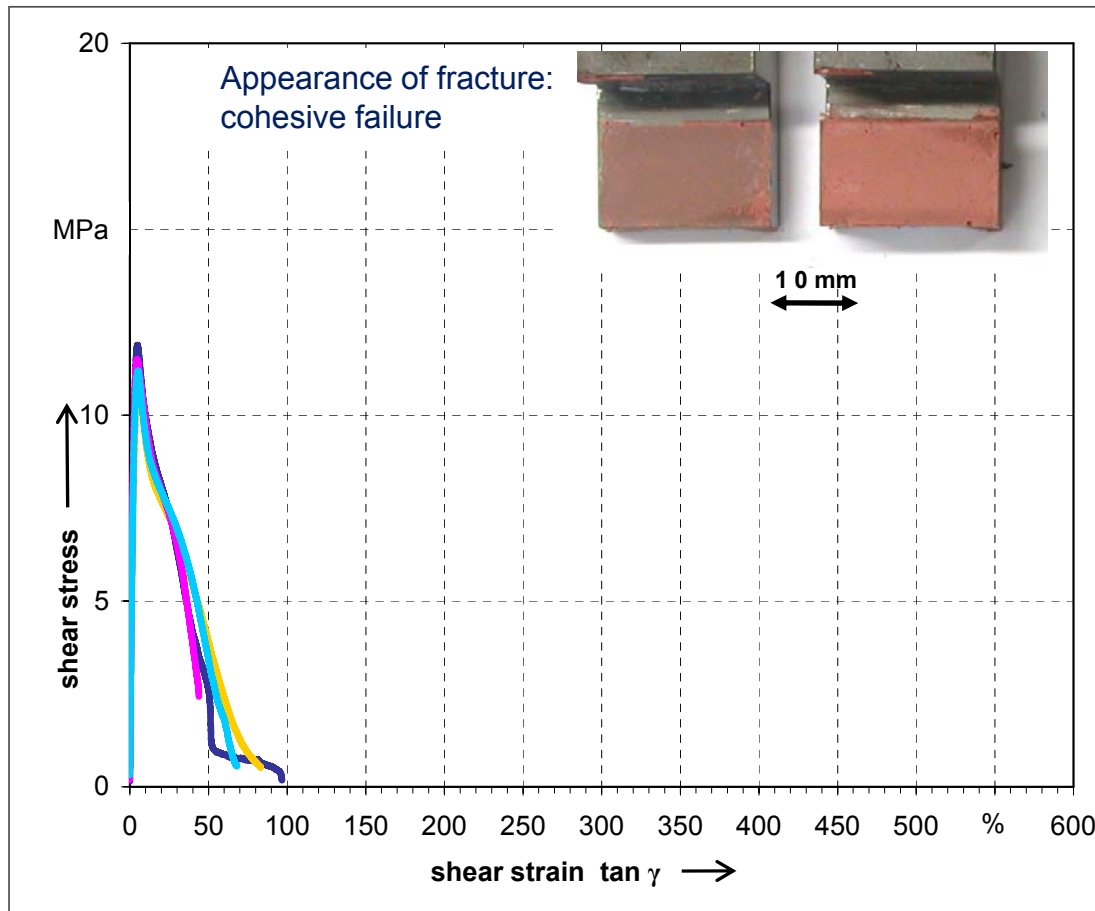 20
Appearance of fracture:
cohesive failure
MPa
1 0 mm
10
shear stress
5
0
0 50 100 150 200 250 300 350 400 450 500 % 600
shear strain tan γ